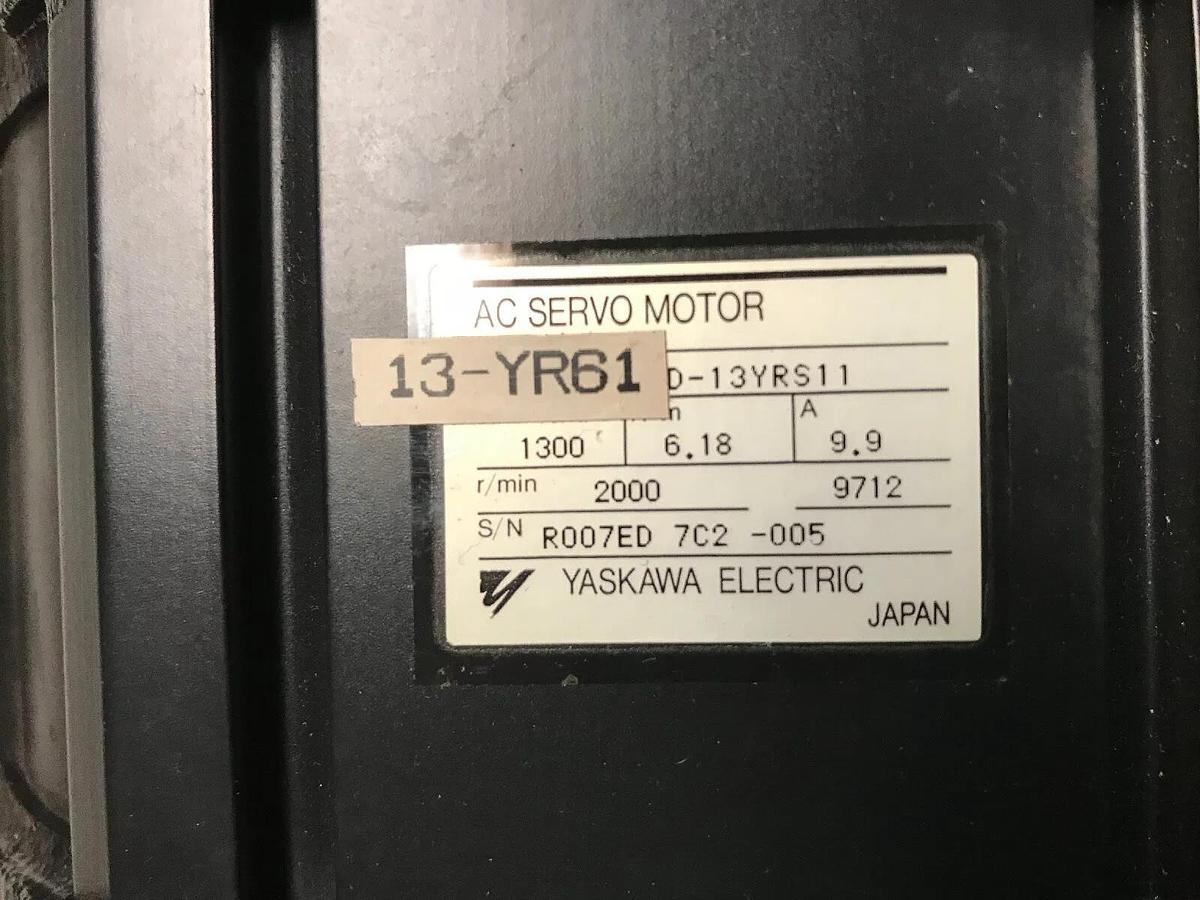 AC SERVO MOTOR
13-YR61
D-13YRS11
A
1300 6.18 9.9
r/min 2000 9712
S/N R007ED 7C2 -005
YASKAWA ELECTRIC
JAPAN